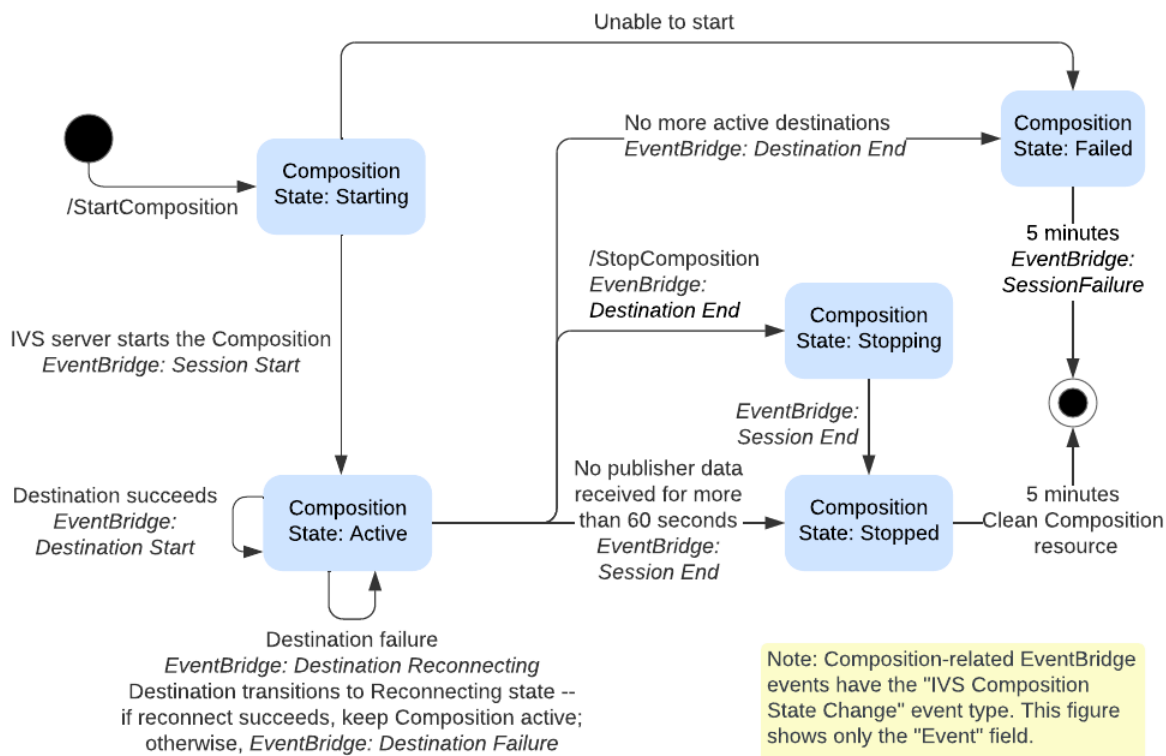 Unable to start
No more active destinations
EventBridge: Destination End
Composition
State: Failed
Composition
State: Starting
/StartComposition
5 minutes
EventBridge:
SessionFailure
/StopComposition
EvenBridge:
Destination End
Composition
State: Stopping
IVS server starts the Composition
EventBridge: Session Start
EventBridge:
Session End
Destination succeeds
EventBridge:
Destination Start
Composition
State: Active
No publisher data
received for more
than 60 seconds
EventBridge:
Session End
Composition
State: Stopped
5 minutes
Clean Composition
resource
Destination failure
EventBridge: Destination Reconnecting
Destination transitions to Reconnecting state --
if reconnect succeeds, keep Composition active;
otherwise, EventBridge: Destination Failure
Note: Composition-related EventBridge
events have the "IVS Composition
State Change" event type. This figure
shows only the "Event" field.